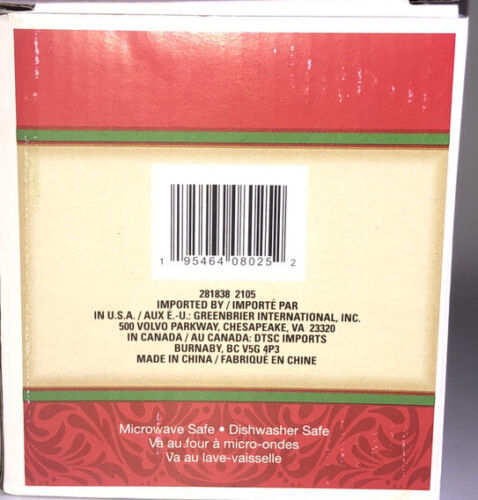 1 95464 08025 2
281838 2105
IMPORTED BY / IMPORTÉ PAR
IN U.S.A. / AUX É.-U.: GREENBRIER INTERNATIONAL, INC.
500 VOLVO PARKWAY, CHESAPEAKE, VA 23320
IN CANADA / AU CANADA: DTSC IMPORTS
BURNABY, BC V5G 4P3
MADE IN CHINA / FABRIQUÉ EN CHINE
Microwave Safe • Dishwasher Safe
Va au four à micro-ondes
Va au lave-vaisselle